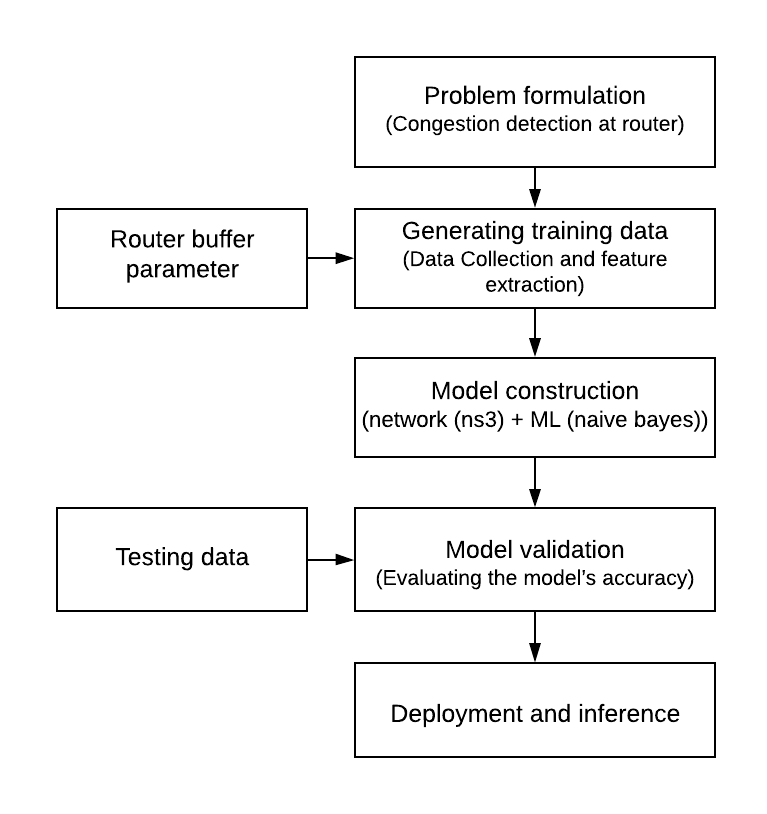 Problem formulation
(Congestion detection at router)
Router buffer
parameter
Generating training data
(Data Collection and feature
extraction)
Model construction
(network (ns3) + ML (naive bayes))
Testing data
Model validation
(Evaluating the model’s accuracy)
Deployment and inference